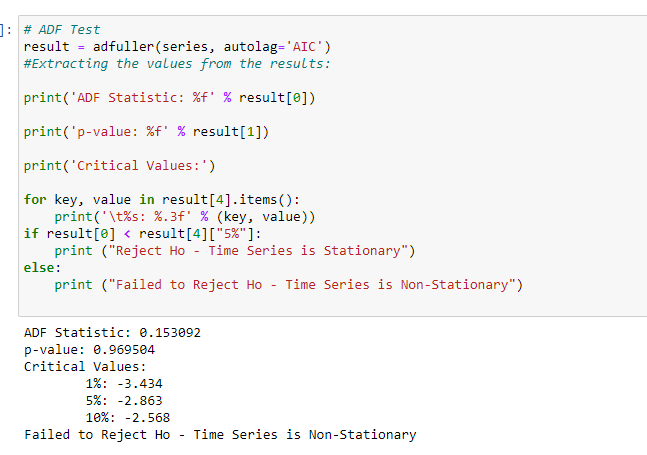 ]: # ADF Test
result = adfuller(series, autolag='AIC')
#Extracting the values from the results:
print('ADF Statistic: %f' % result[0])
print('p-value: %f' % result[1])
print('Critical Values:')
for key, value in result[4].items():
    print('\t%s: %.3f' % (key, value))
if result[0] < result[4]["5%"]:
    print ("Reject Ho - Time Series is Stationary")
else:
    print ("Failed to Reject Ho - Time Series is Non-Stationary")
ADF Statistic: 0.153092
p-value: 0.969504
Critical Values:
        1%: -3.434
        5%: -2.863
        10%: -2.568
Failed to Reject Ho - Time Series is Non-Stationary